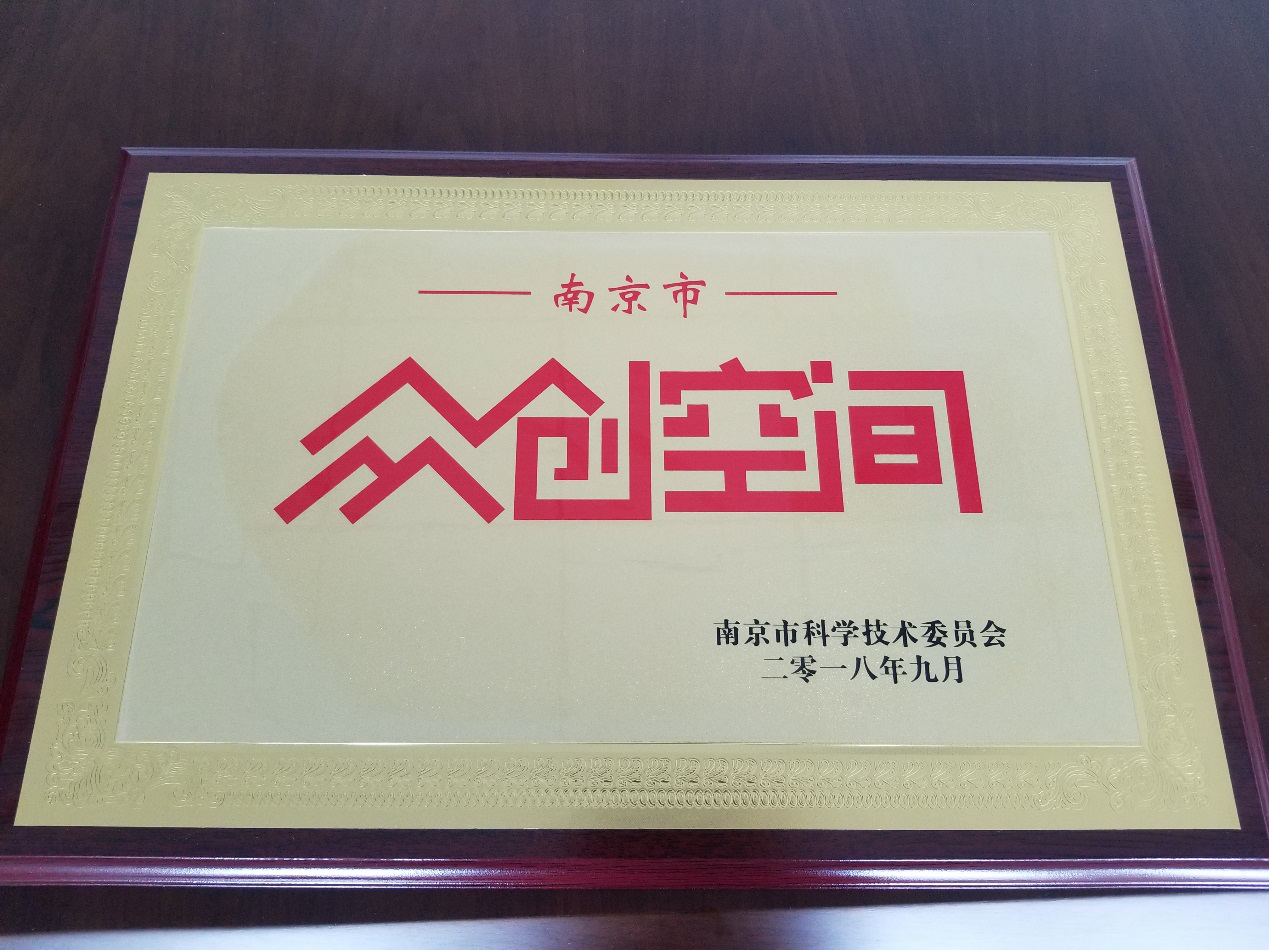 南京市
众创空间
南京市科学技术委员会
二零一八年九月